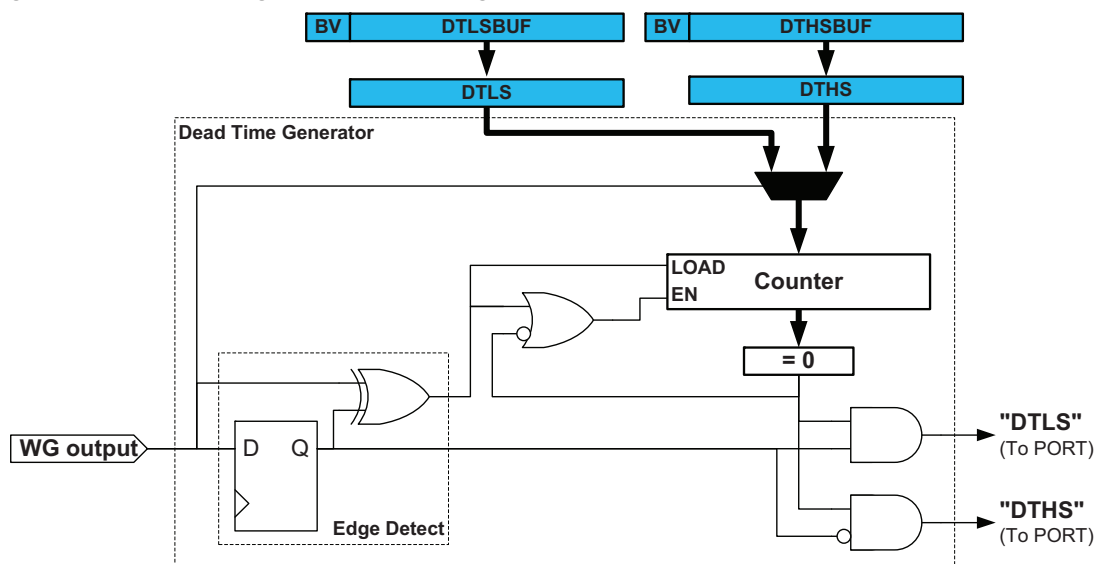 BV DTLSBUF BV DTHSBUF
DTLS DTHS
Dead Time Generator
LOAD
Counter
EN
= 0
"DTLS"
(To PORT)
WG output
D Q
"DTHS"
(To PORT)
Edge Detect